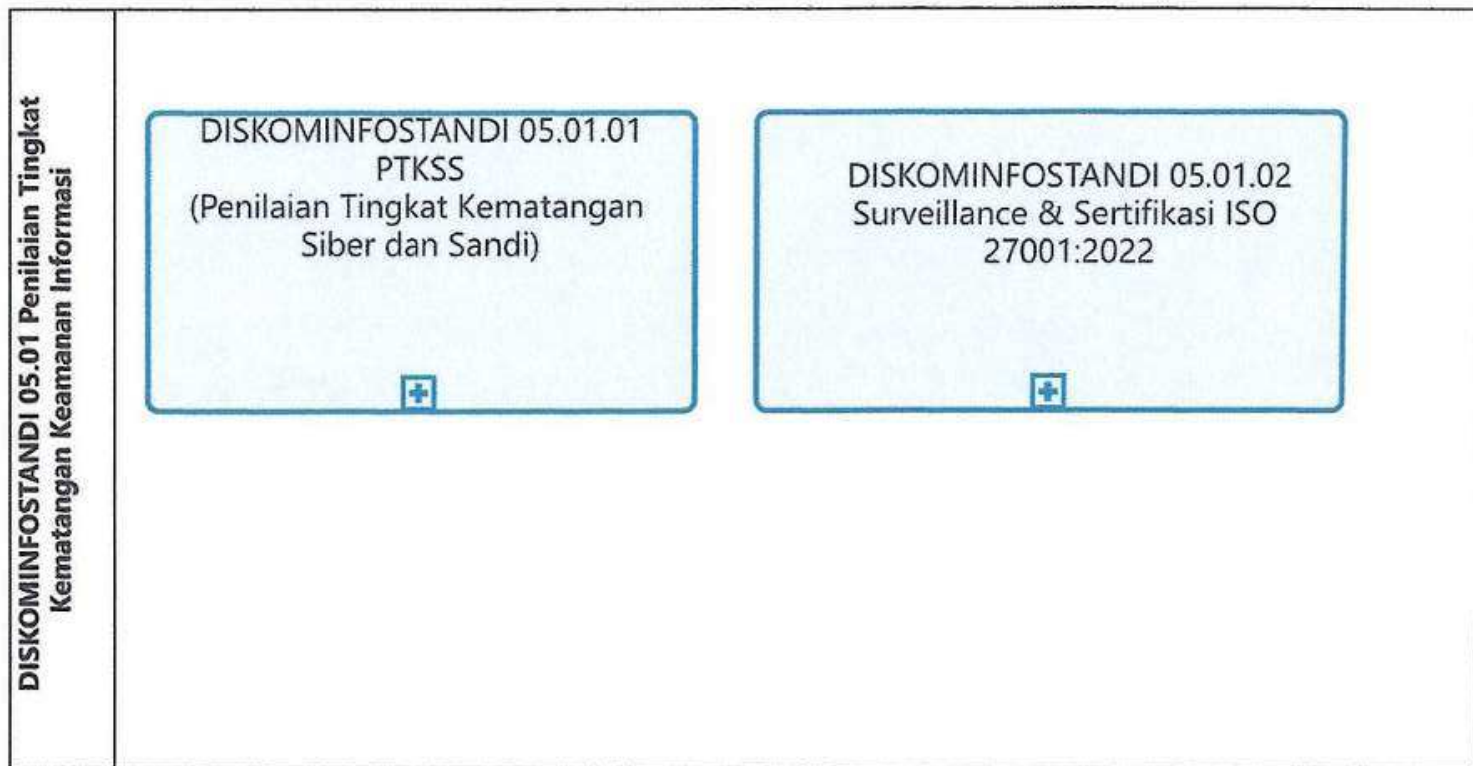 DISKOMINFOSTANDI 05.01 Penilaian Tingkat
Kematangan Keamanan Informasi
DISKOMINFOSTANDI 05.01.01
PTKSS
(Penilaian Tingkat Kematangan
Siber dan Sandi)
DISKOMINFOSTANDI 05.01.02
Surveillance & Sertifikasi ISO
27001:2022